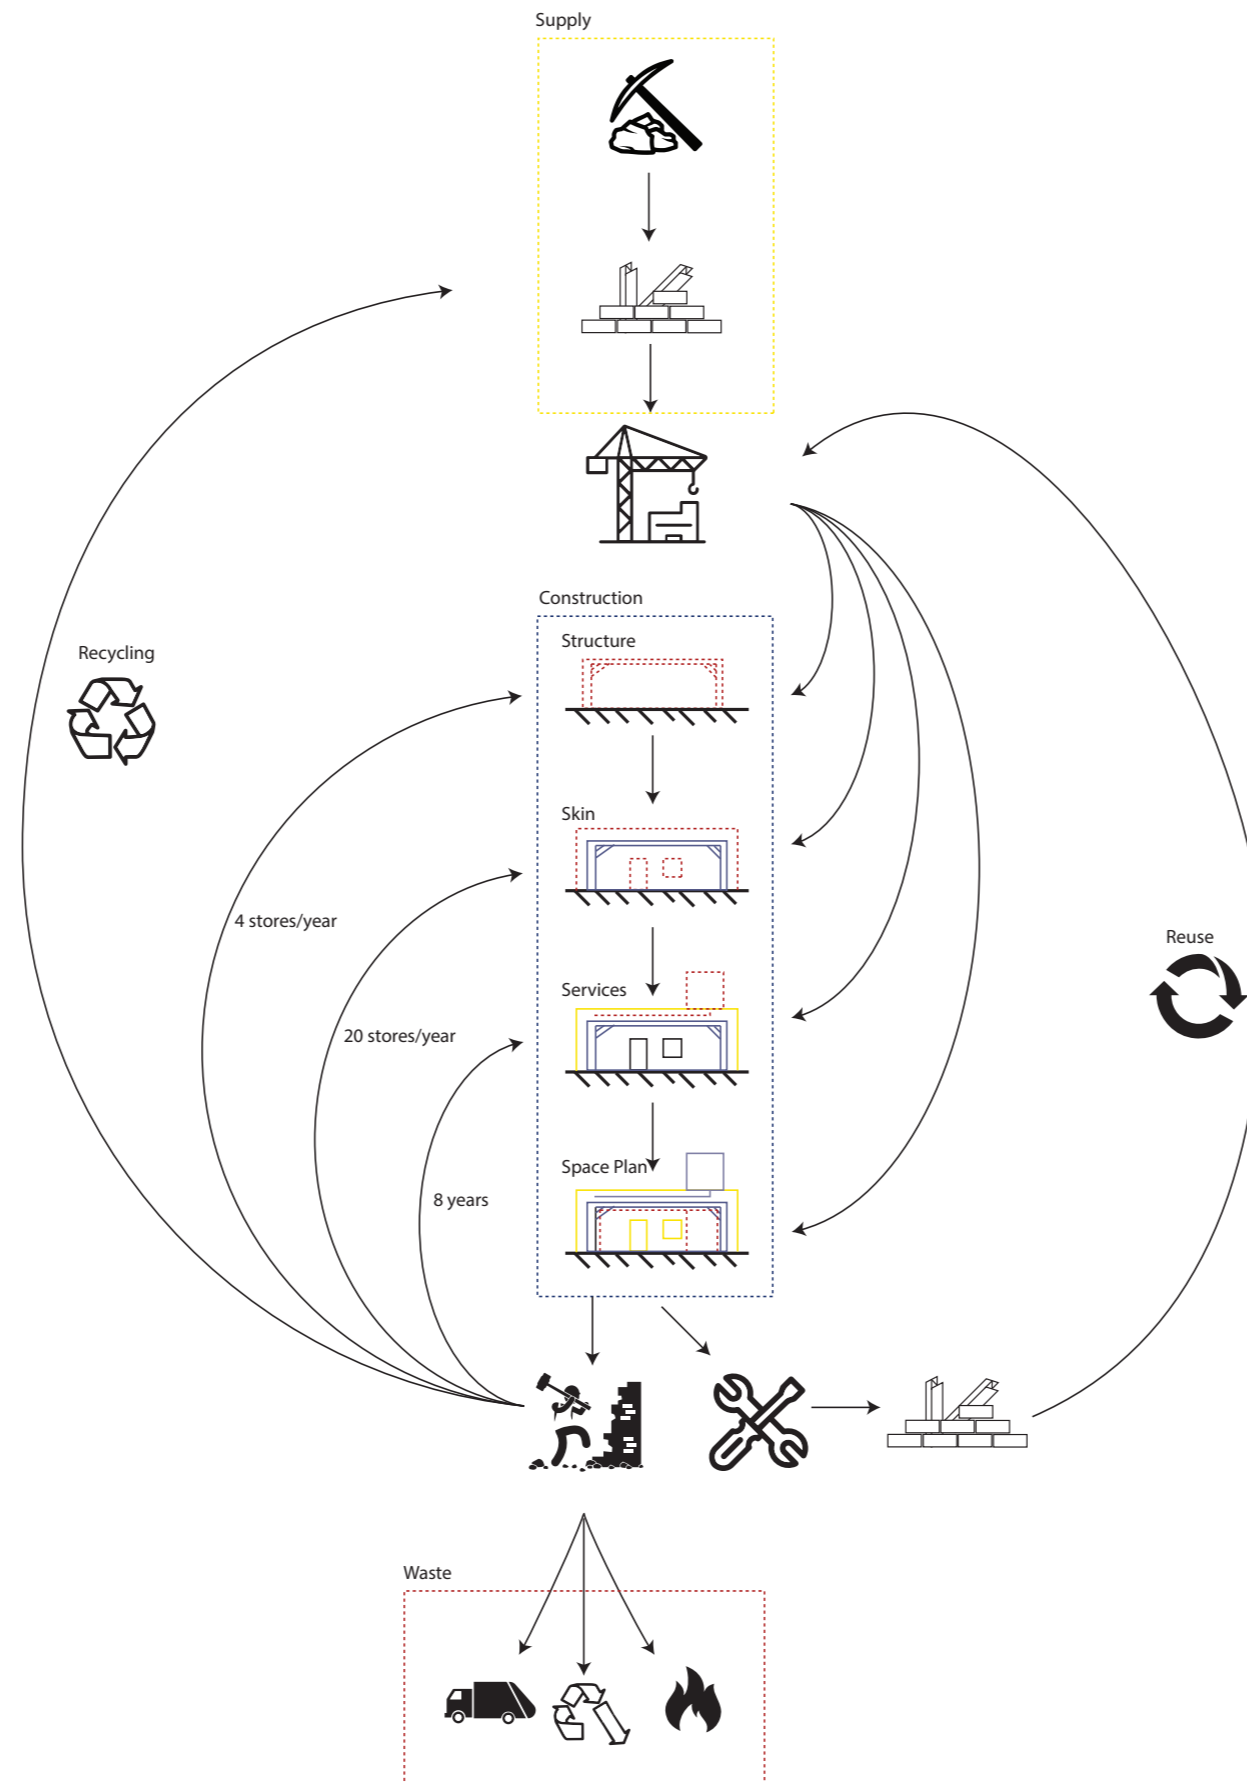 Supply
Construction
Structure
Recycling
Skin
4 stores/year
Reuse
Services
20 stores/year
Space Plan
8 years
Waste